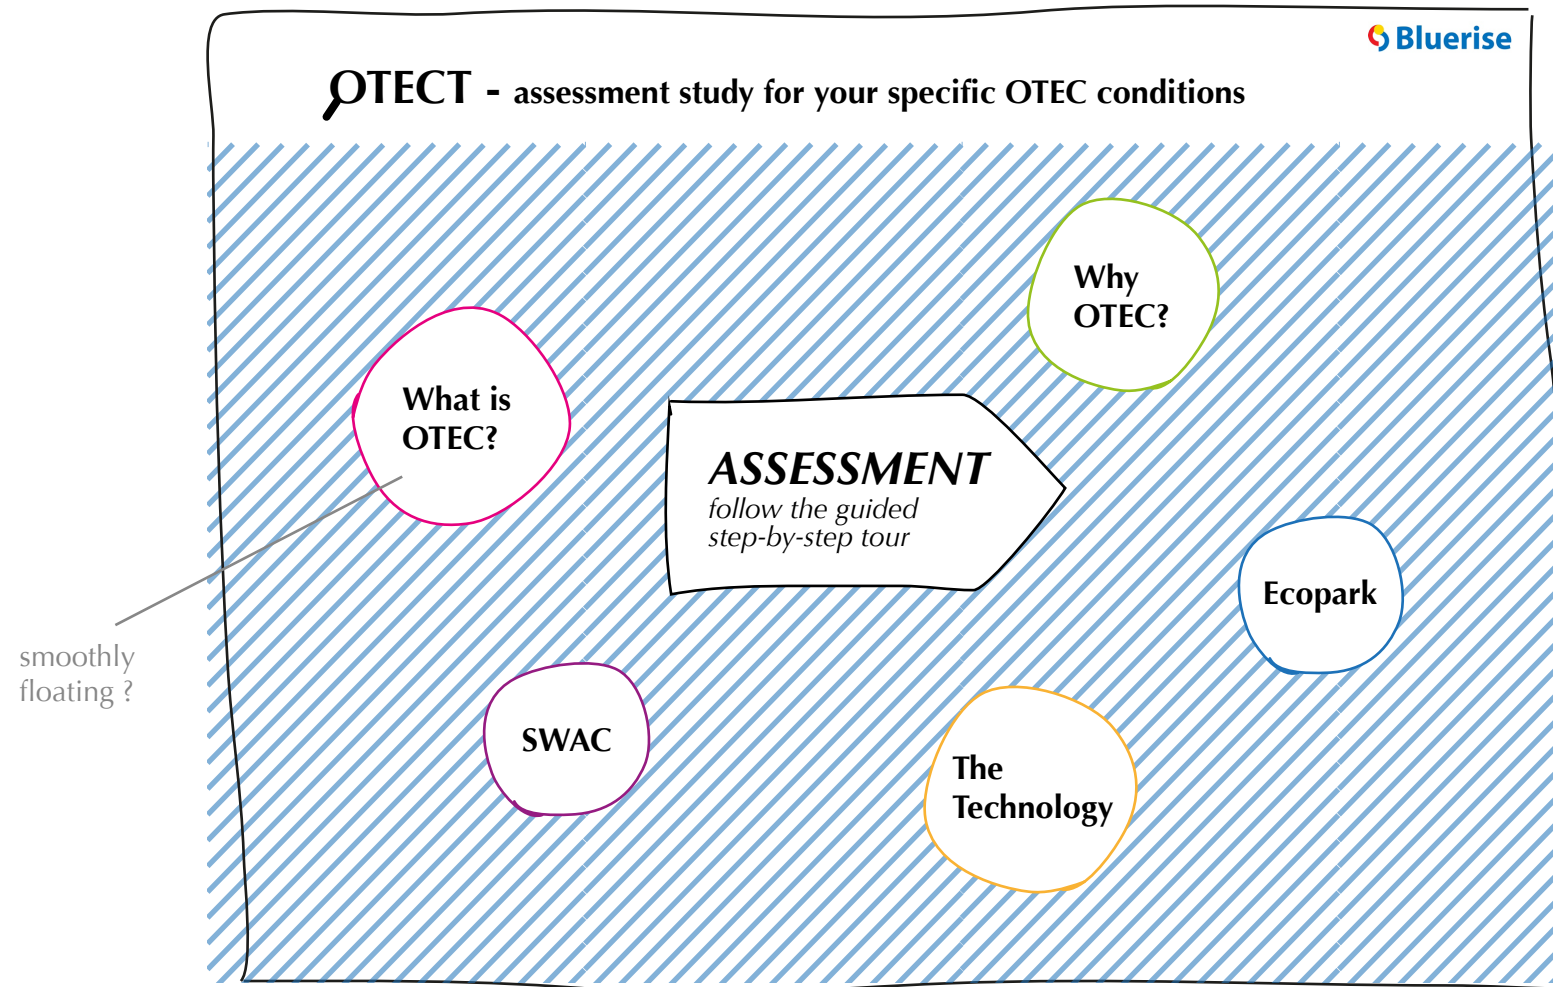 Bluerise
OTECT - assessment study for your specific OTEC conditions
Why
OTEC?
What is
OTEC?
ASSESSMENT
follow the guided
step-by-step tour
Ecopark
smoothly
floating ?
SWAC
The
Technology